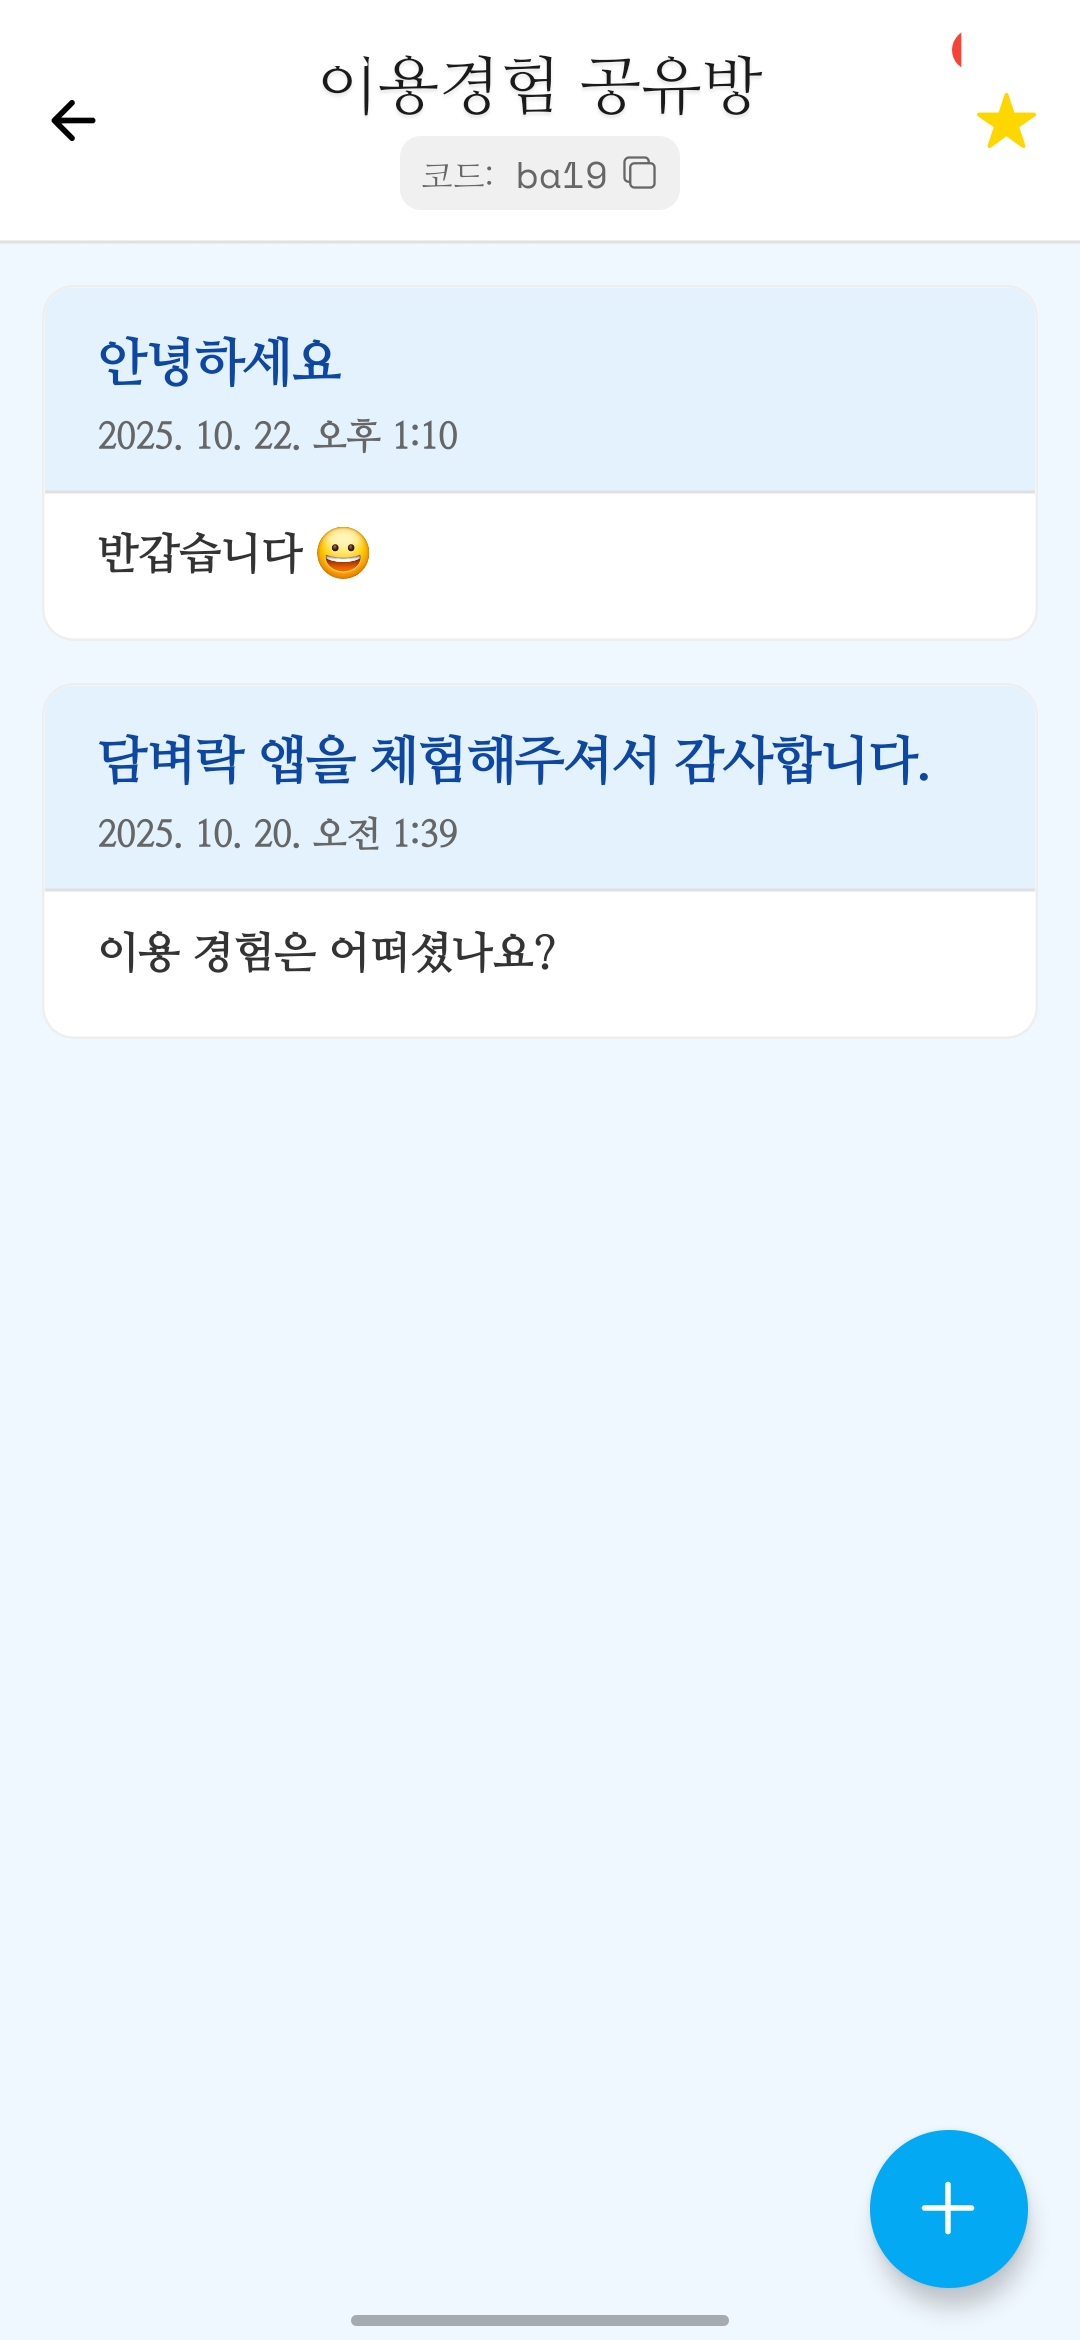 이용경험 공유방
코드: ba19
안녕하세요
2025. 10. 22. 오후 1:10
반갑습니다 😀
담벼락 앱을 체험해주셔서 감사합니다.
2025. 10. 20. 오전 1:39
이용 경험은 어떠셨나요?